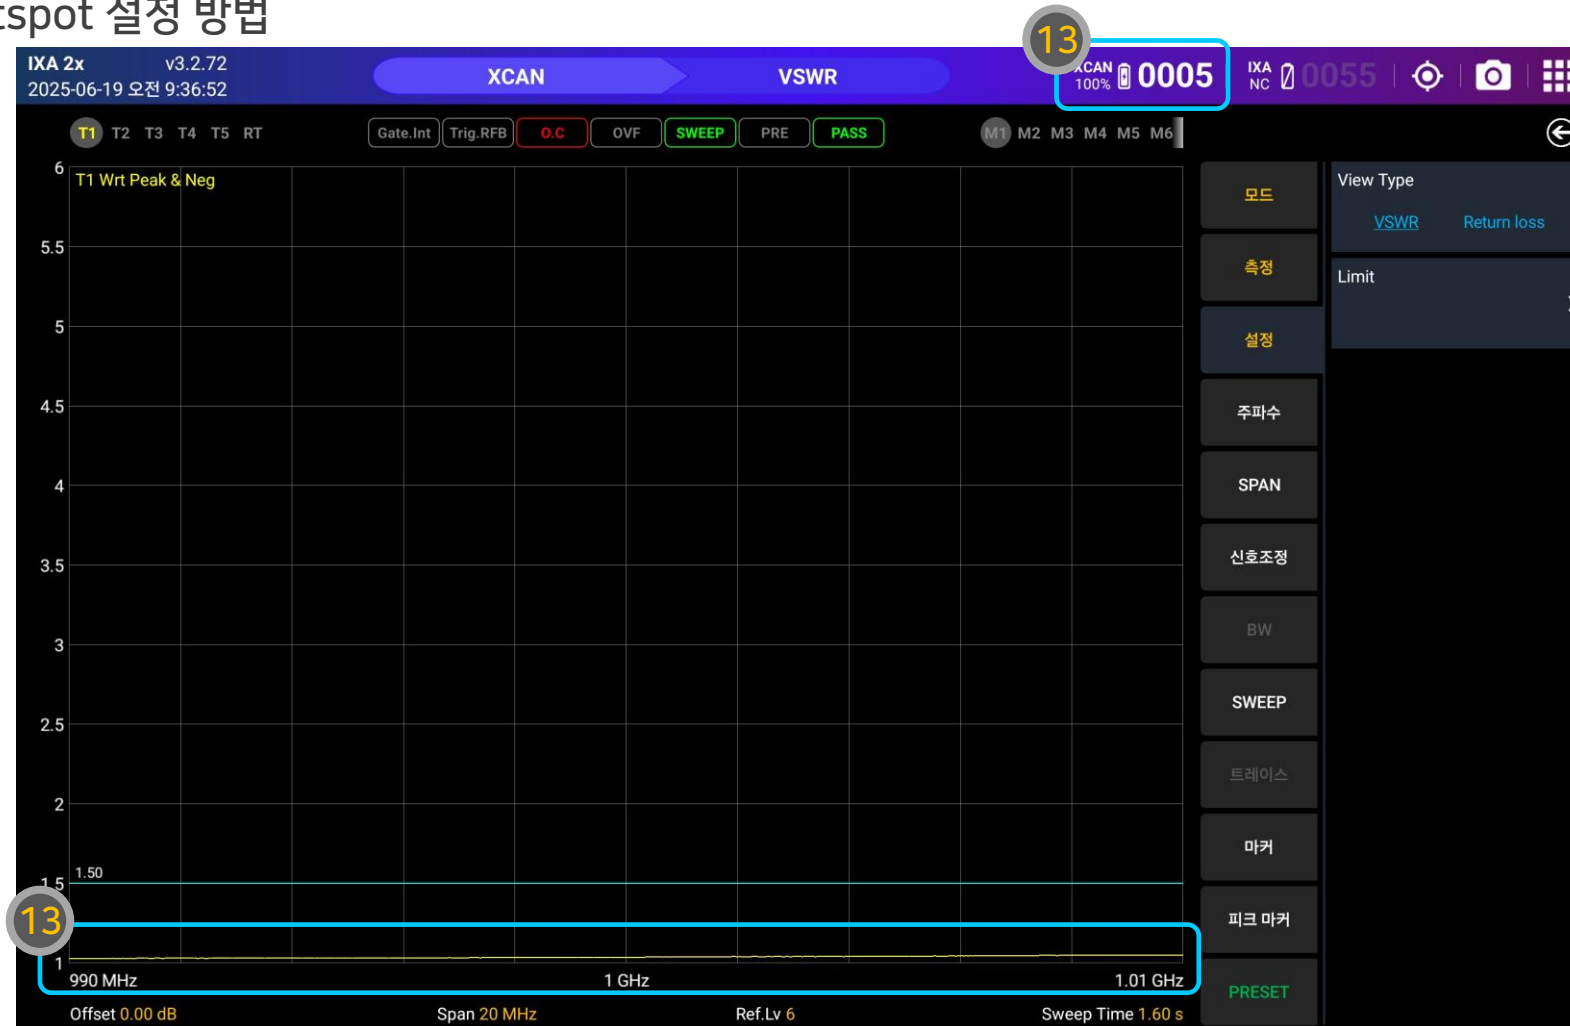 tspot 설정 방법
13
IXA 2x v3.2.72
2025-06-19 오전 9:36:52
XCAN VSWR
XCAN 100% 0005
IXA NC 0055
T1 T2 T3 T4 T5 RT
Gate.Int Trig.RFB O.C OVF SWEEP PRE PASS
M1 M2 M3 M4 M5 M6
T1 Wrt Peak & Neg
6
5.5
5
4.5
4
3.5
3
2.5
2
1.5
1
1.50
13
990 MHz 1 GHz 1.01 GHz
Offset 0.00 dB Span 20 MHz Ref.Lv 6 Sweep Time 1.60 s
모드
측정
설정
주파수
SPAN
신호조정
BW
SWEEP
트레이스
마커
피크 마커
PRESET
View Type
VSWR Return loss
Limit